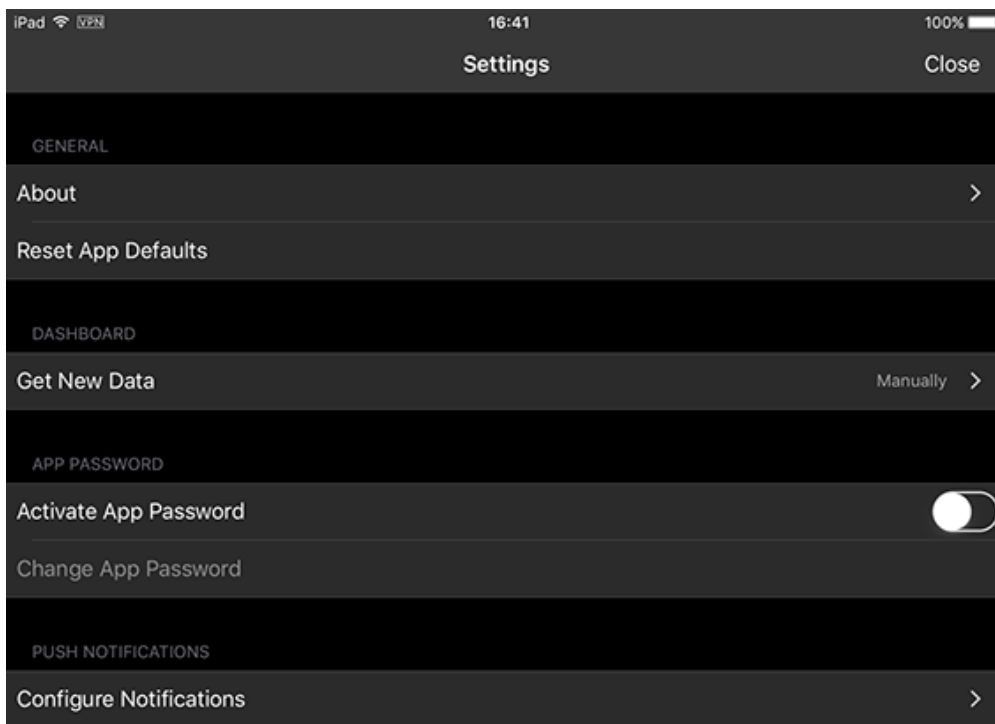 iPad VPN 16:41 100%
Settings Close
GENERAL
About
Reset App Defaults
DASHBOARD
Get New Data Manually
APP PASSWORD
Activate App Password
Change App Password
PUSH NOTIFICATIONS
Configure Notifications